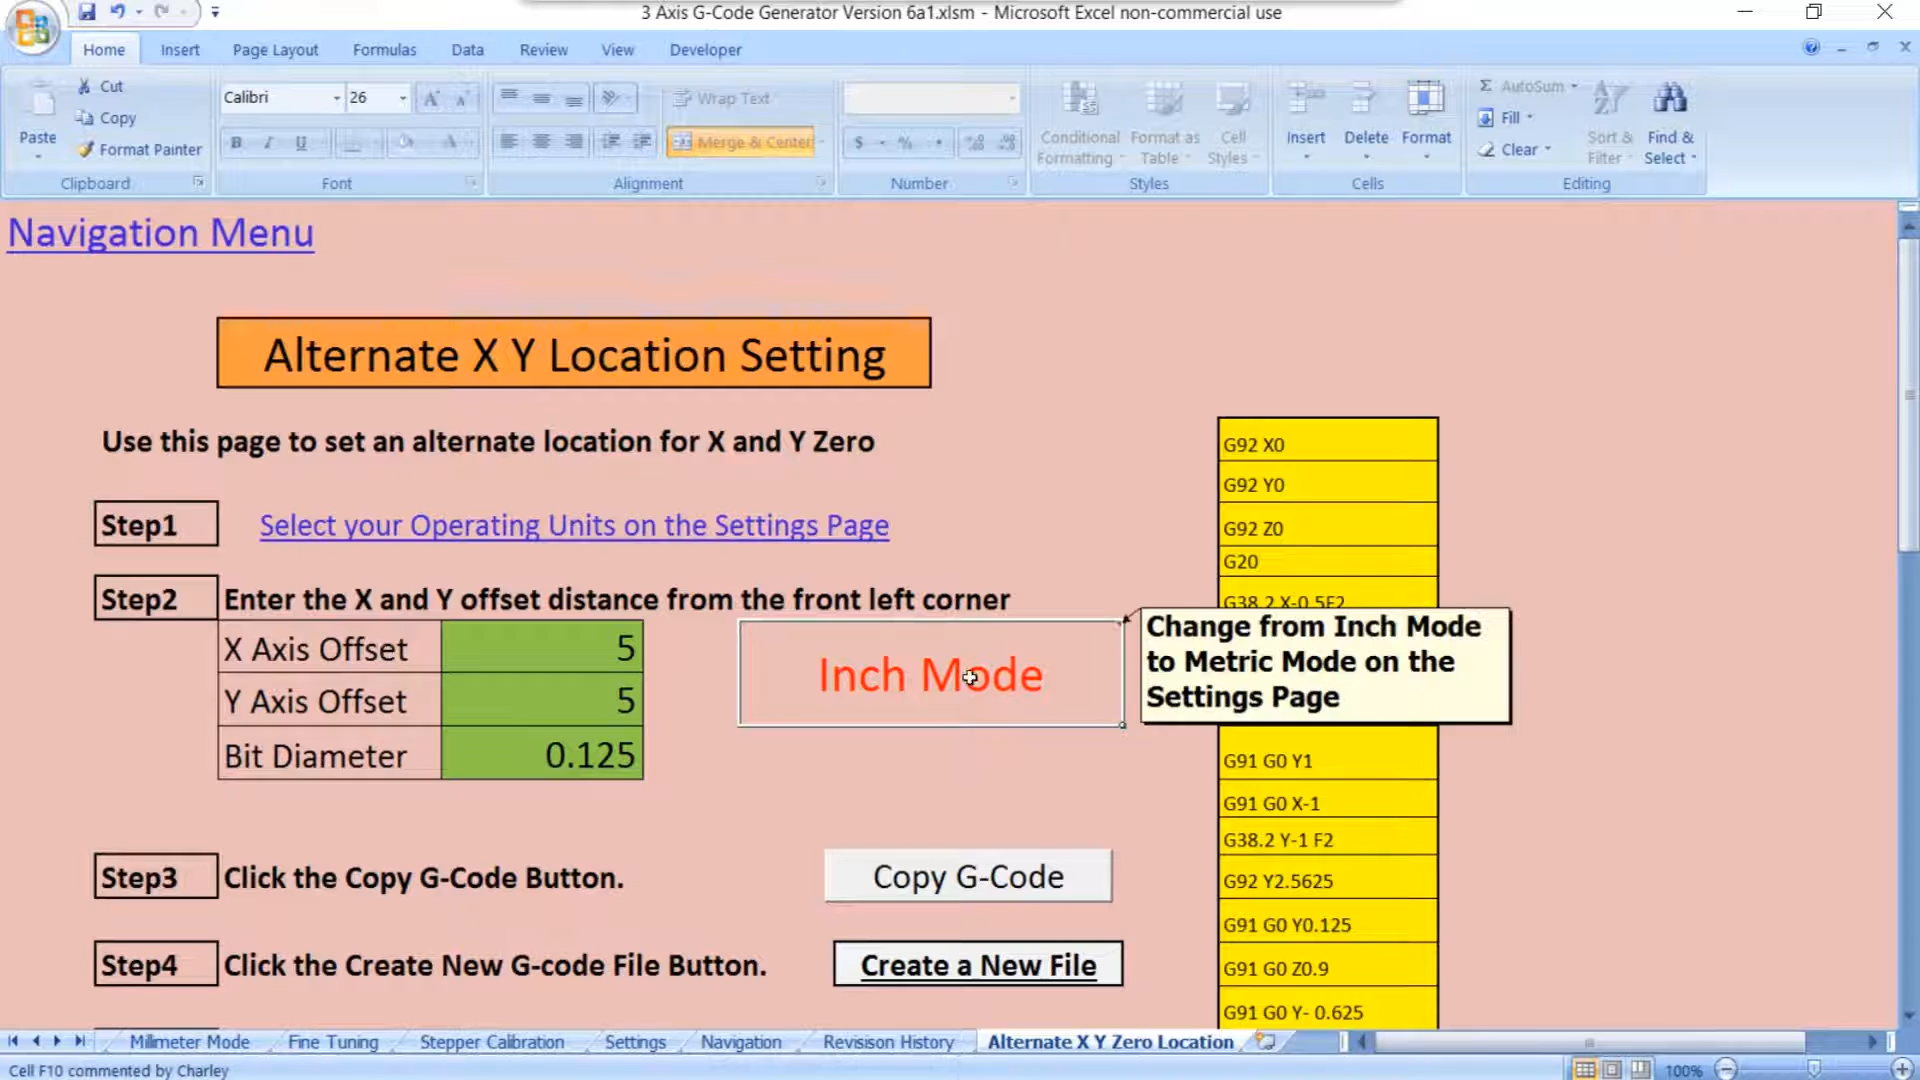 3 Axis G-Code Generator Version 6a1.xlsm - Microsoft Excel non-commercial use
Home Insert Page Layout Formulas Data Review View Developer
Paste
Cut
Copy
Format Painter
Clipboard
Calibri 26
B I U
Font
Wrap Text
Merge & Center
Alignment
$ % ,
Number
Conditional Formatting
Format as Table
Cell Styles
Styles
Insert Delete Format
Cells
Σ AutoSum
Fill
Clear
Sort & Filter
Find & Select
Editing
Navigation Menu
Alternate X Y Location Setting
Use this page to set an alternate location for X and Y Zero
Step1 Select your Operating Units on the Settings Page
Step2 Enter the X and Y offset distance from the front left corner
X Axis Offset 5
Y Axis Offset 5
Bit Diameter 0.125
Inch Mode
Change from Inch Mode
to Metric Mode on the
Settings Page
Step3 Click the Copy G-Code Button.
Copy G-Code
Step4 Click the Create New G-code File Button.
Create a New File
G92 X0
G92 Y0
G92 Z0
G20
G38.2 X-0.5F2
G91 G0 Y1
G91 G0 X-1
G38.2 Y-1 F2
G92 Y2.5625
G91 G0 Y0.125
G91 G0 Z0.9
G91 G0 Y- 0.625
Millimeter Mode Fine Tuning Stepper Calibration Settings Navigation Revisison History Alternate X Y Zero Location
Cell F10 commented by Charley
100%